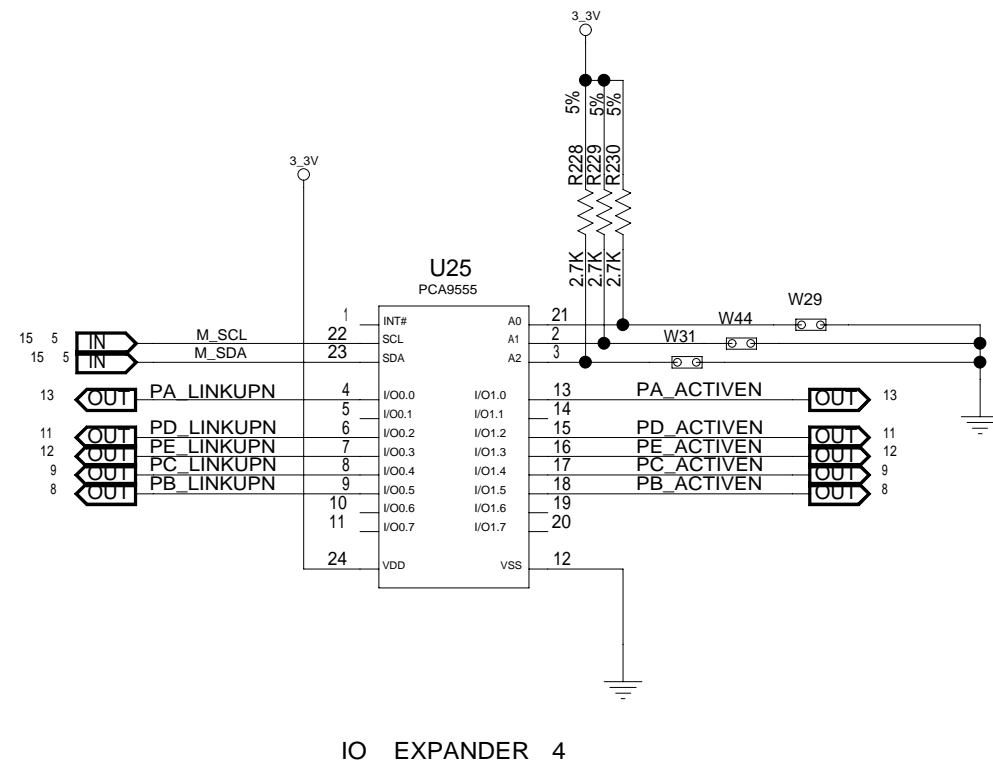 3_3V
5% 5% 5%
R228 R229 R230
2.7K 2.7K 2.7K
3_3V
U25
PCA9555
W29
W44
W31
1 INT# A0 21
15 5 IN M_SCL 22 SCL A1 2
15 5 IN M_SDA 23 SDA A2 3
13 OUT PA_LINKUPN 4 I/O0.0 I/O1.0 13 PA_ACTIVEN OUT 13
5 I/O0.1 I/O1.1 14
11 OUT PD_LINKUPN 6 I/O0.2 I/O1.2 15 PD_ACTIVEN OUT 11
12 OUT PE_LINKUPN 7 I/O0.3 I/O1.3 16 PE_ACTIVEN OUT 12
9 OUT PC_LINKUPN 8 I/O0.4 I/O1.4 17 PC_ACTIVEN OUT 9
8 OUT PB_LINKUPN 9 I/O0.5 I/O1.5 18 PB_ACTIVEN OUT 8
10 I/O0.6 I/O1.6 19
11 I/O0.7 I/O1.7 20
24 VDD VSS 12
IO EXPANDER 4